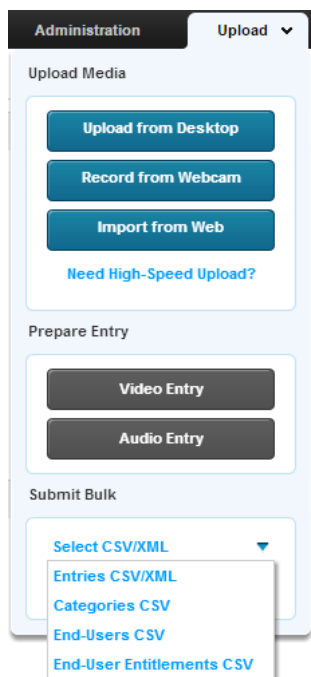 Administration
Upload
Upload Media
Upload from Desktop
Record from Webcam
Import from Web
Need High-Speed Upload?
Prepare Entry
Video Entry
Audio Entry
Submit Bulk
Select CSV/XML
Entries CSV/XML
Categories CSV
End-Users CSV
End-User Entitlements CSV